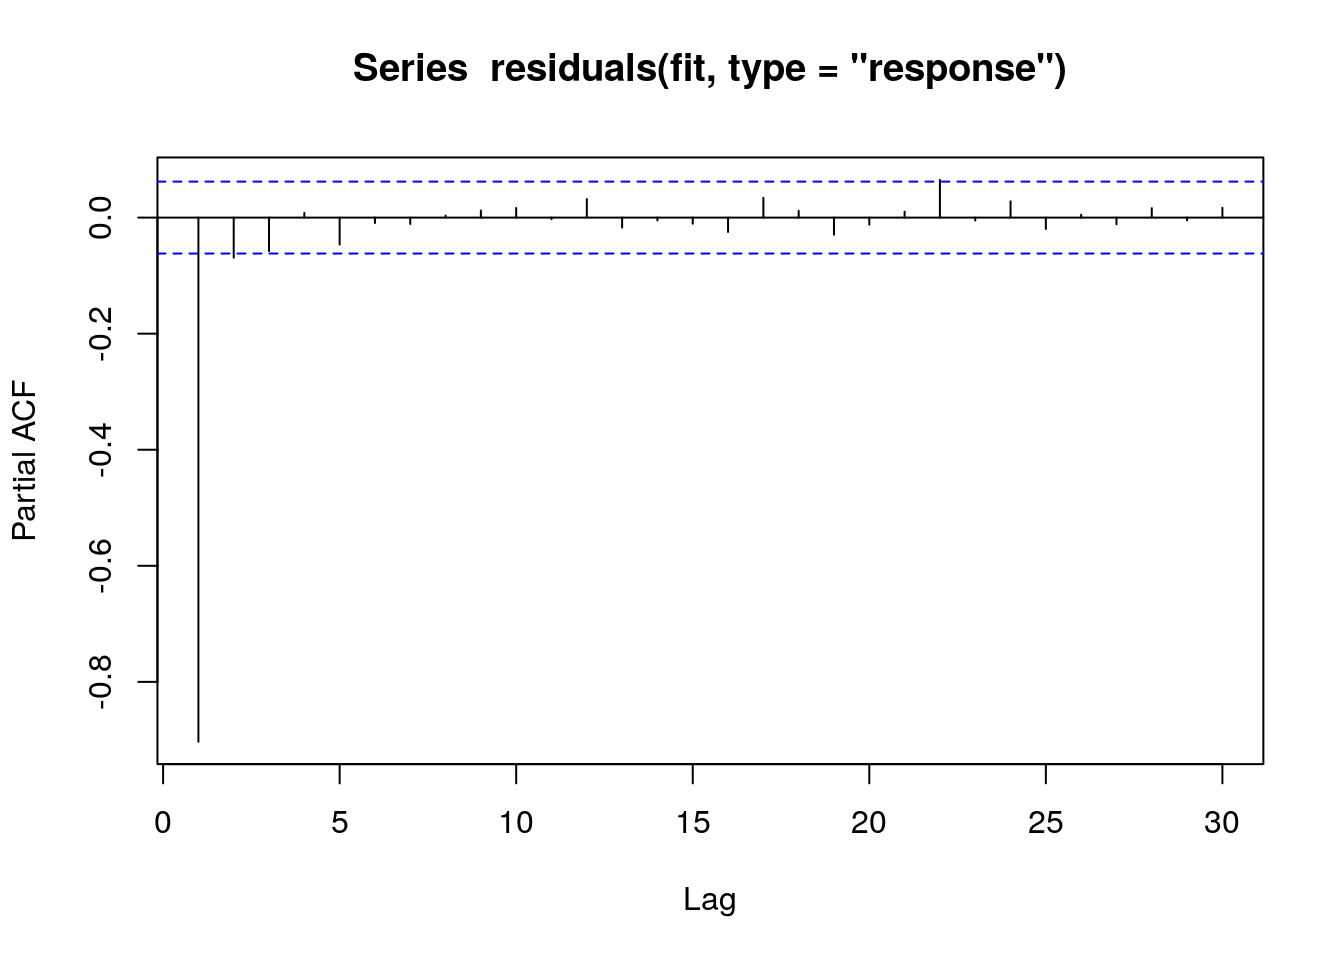 Series  residuals(fit, type = "response")
Partial ACF
0.0
-0.2
-0.4
-0.6
-0.8
0 5 10 15 20 25 30
Lag